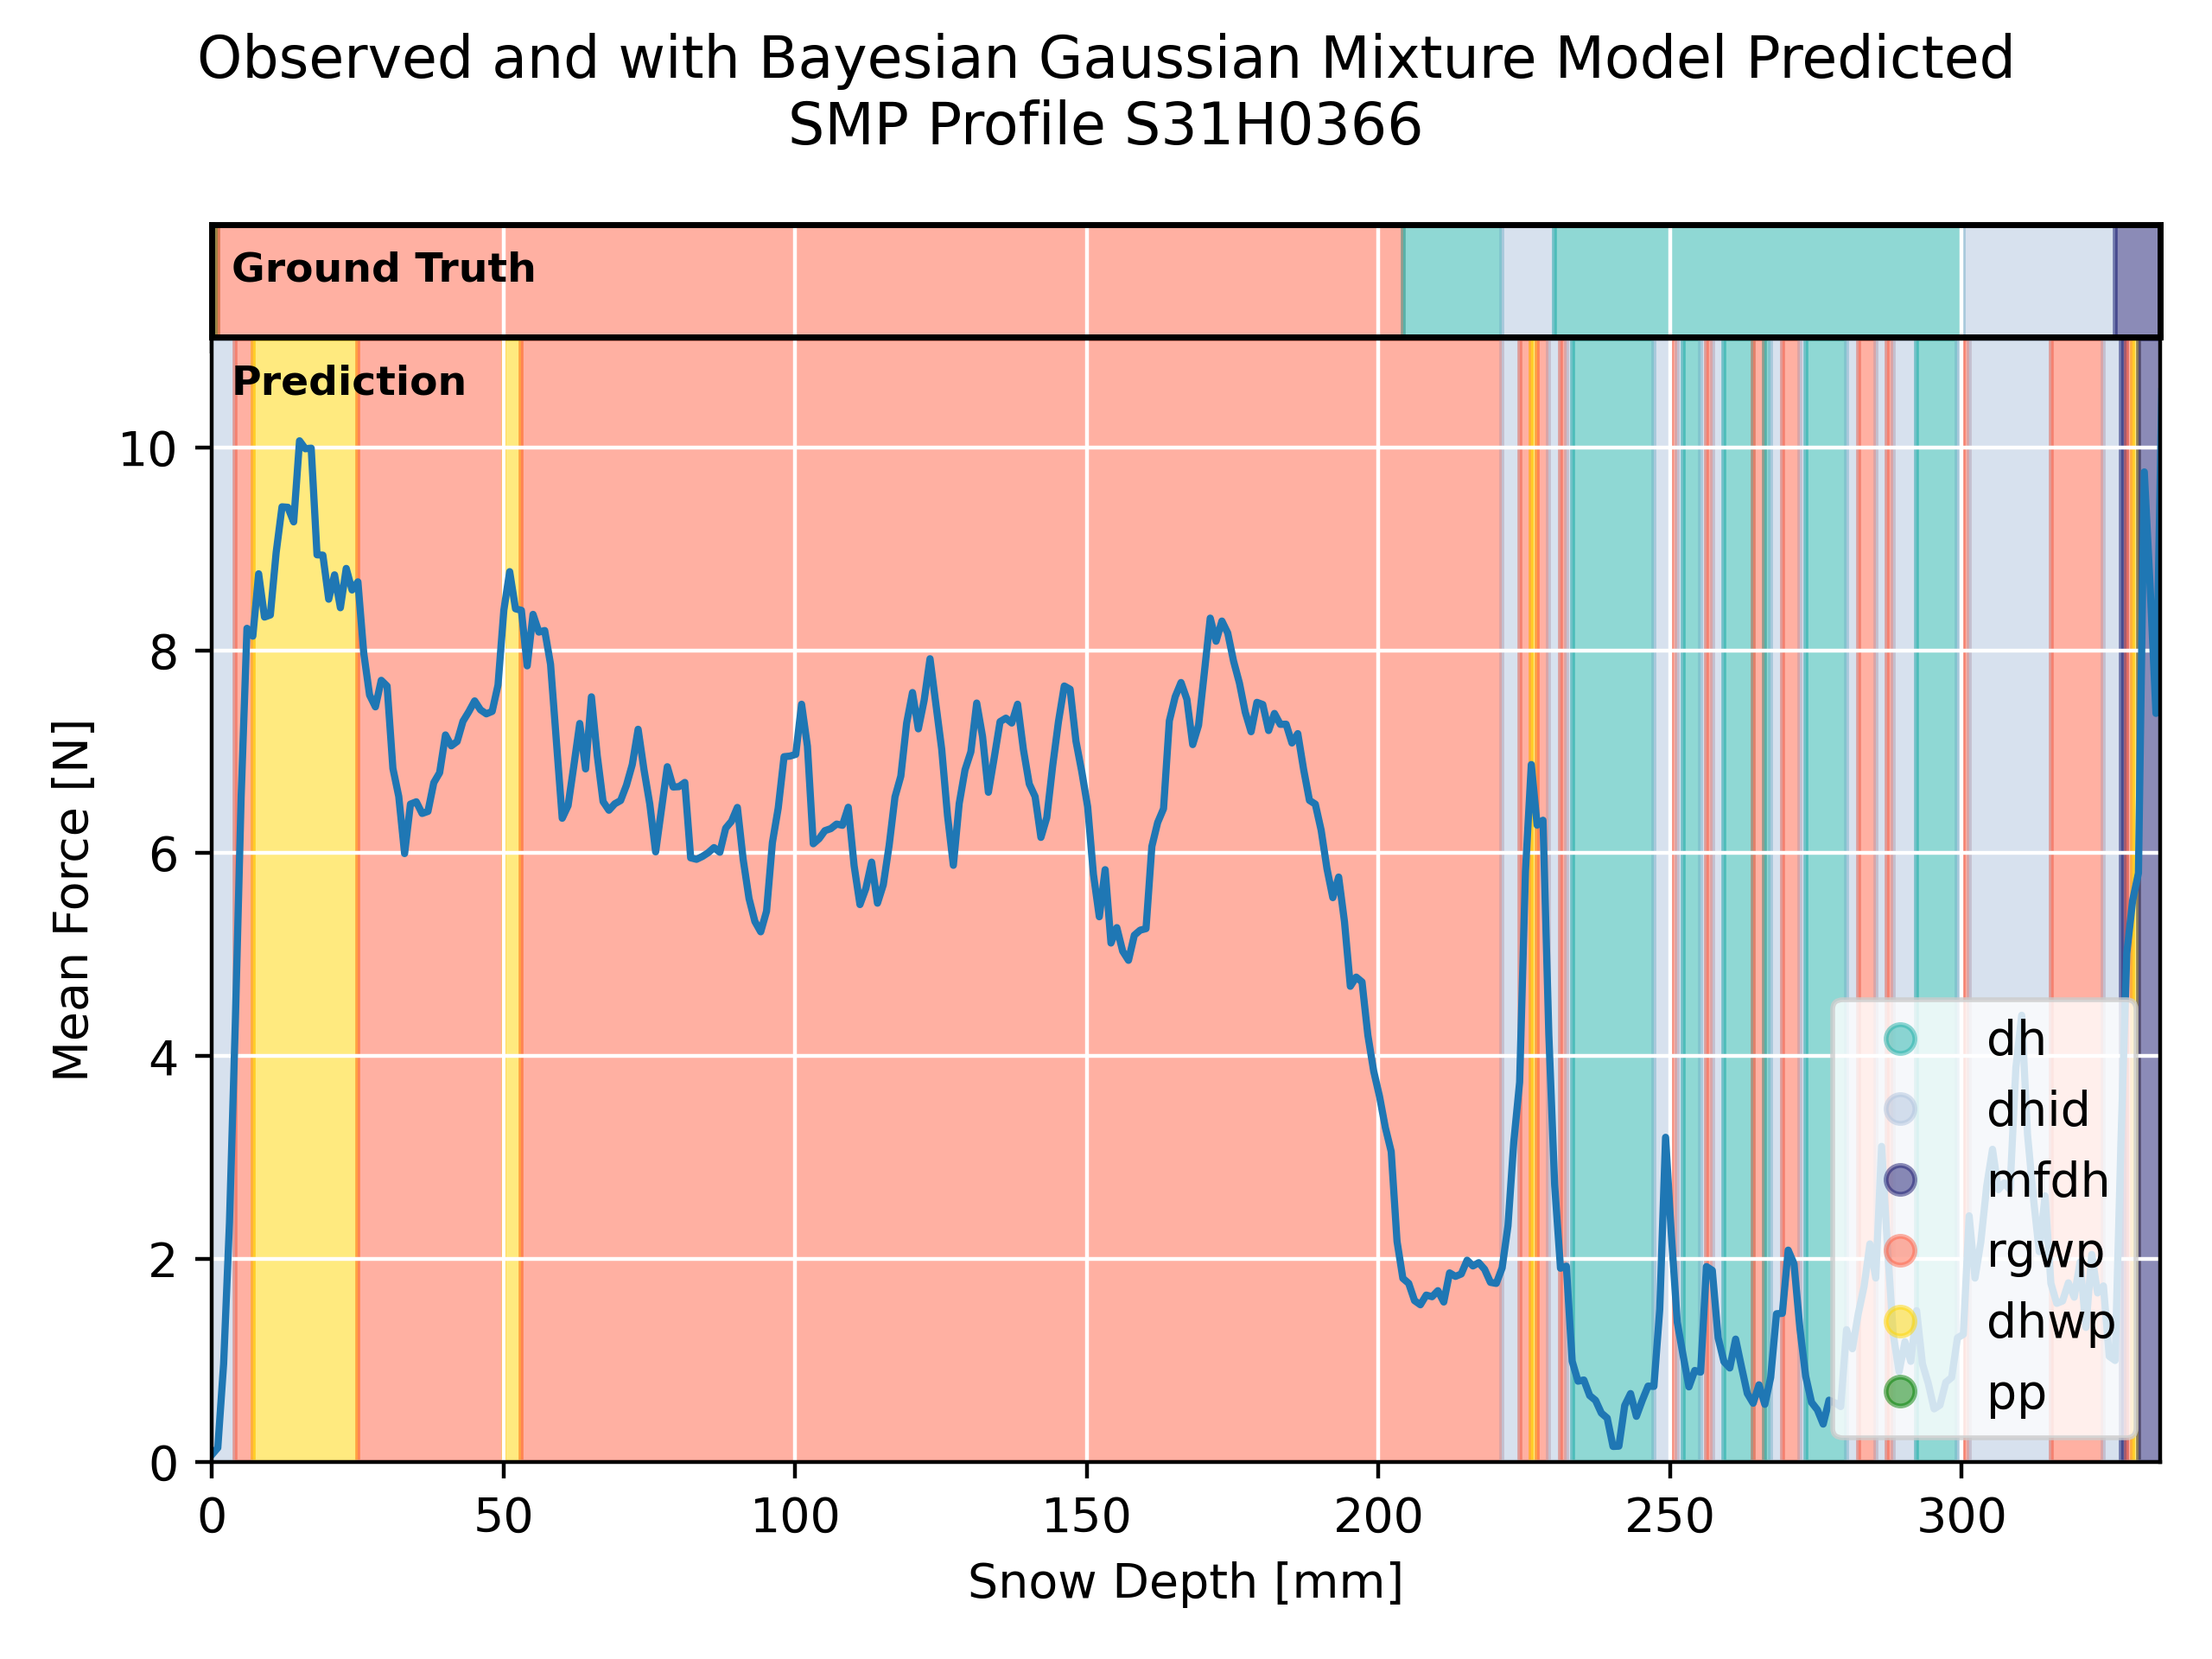 Observed and with Bayesian Gaussian Mixture Model Predicted
SMP Profile S31H0366
Ground Truth
Prediction
10
8
6
4
2
0
Mean Force [N]
dh
dhid
mfdh
rgwp
dhwp
pp
0 50 100 150 200 250 300
Snow Depth [mm]